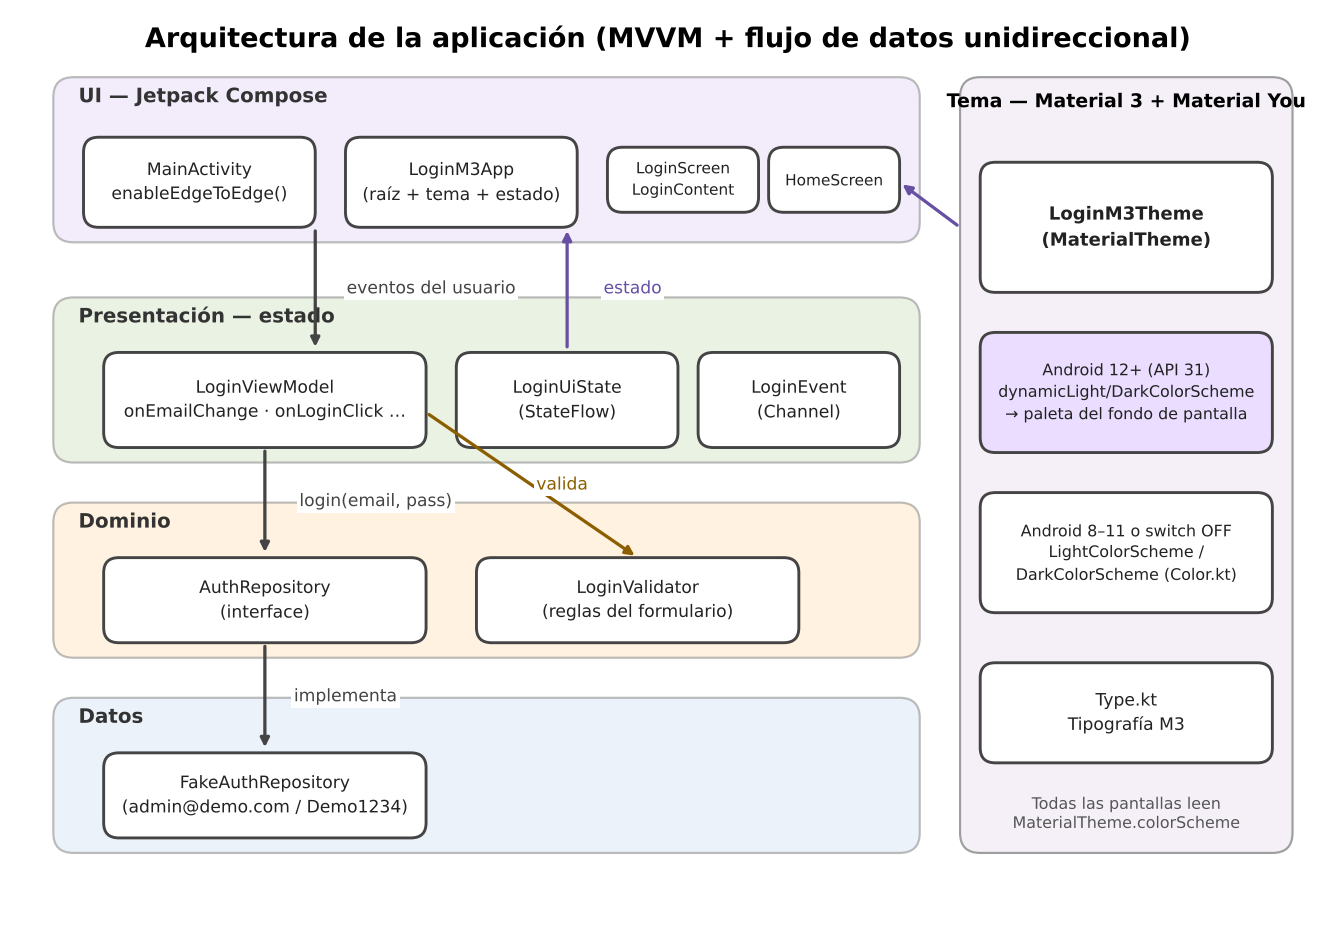 Arquitectura de la aplicación (MVVM + flujo de datos unidireccional)
UI — Jetpack Compose
MainActivity
enableEdgeToEdge()
LoginM3App
(raíz + tema + estado)
LoginScreen
LoginContent
HomeScreen
eventos del usuario
estado
Presentación — estado
LoginViewModel
onEmailChange · onLoginClick ...
LoginUiState
(StateFlow)
LoginEvent
(Channel)
login(email, pass)
valida
Dominio
AuthRepository
(interface)
LoginValidator
(reglas del formulario)
implementa
Datos
FakeAuthRepository
(admin@demo.com / Demo1234)
Tema — Material 3 + Material You
LoginM3Theme
(MaterialTheme)
Android 12+ (API 31)
dynamicLight/DarkColorScheme
→ paleta del fondo de pantalla
Android 8–11 o switch OFF
LightColorScheme /
DarkColorScheme (Color.kt)
Type.kt
Tipografía M3
Todas las pantallas leen
MaterialTheme.colorScheme